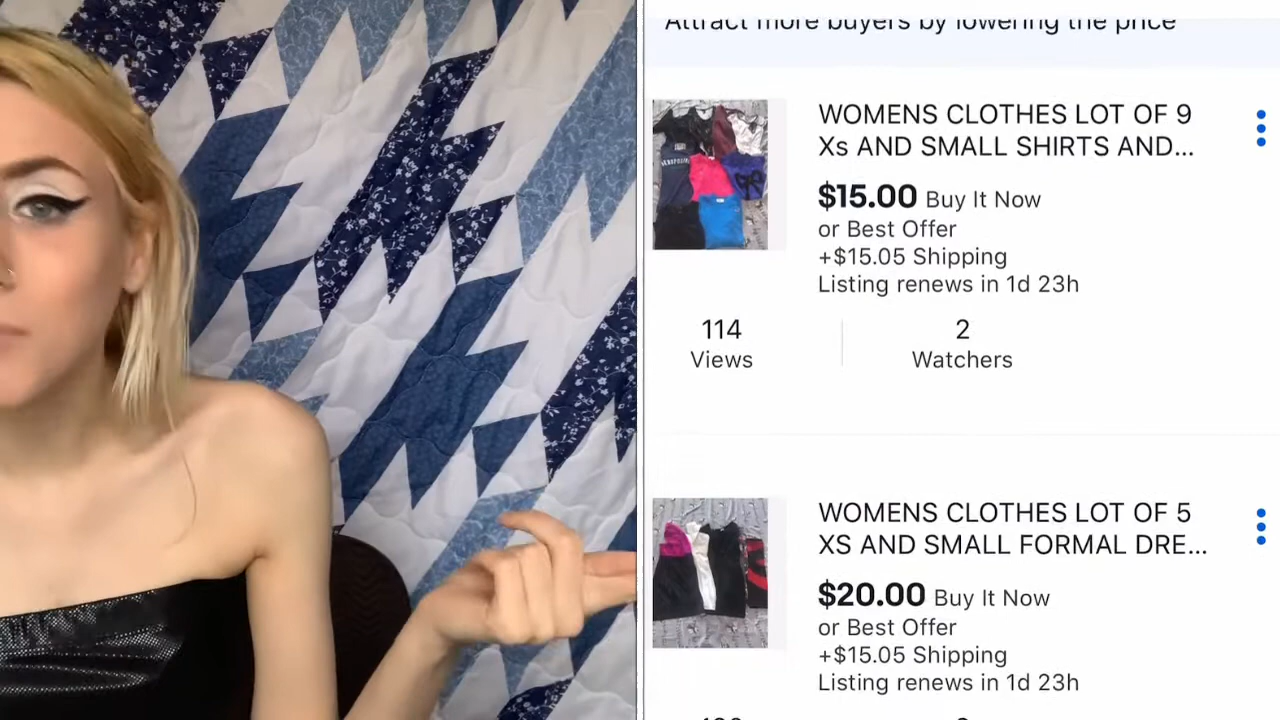 Attract more buyers by lowering the price
WOMENS CLOTHES LOT OF 9
Xs AND SMALL SHIRTS AND...
$15.00 Buy It Now
or Best Offer
+$15.05 Shipping
Listing renews in 1d 23h
114
2
Views
Watchers
WOMENS CLOTHES LOT OF 5
XS AND SMALL FORMAL DRE...
$20.00 Buy It Now
or Best Offer
+$15.05 Shipping
Listing renews in 1d 23h